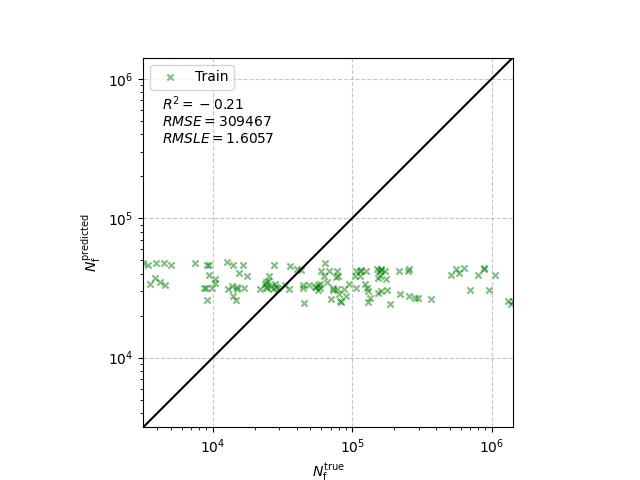 Train
R² = −0.21
RMSE = 309467
RMSLE = 1.6057
10⁶
10⁵
10⁴
N_f^predicted
10⁴ 10⁵ 10⁶
N_f^true